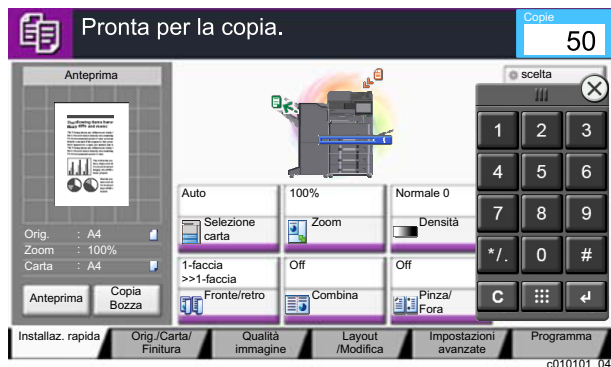 Pronta per la copia.
Copie
50
Anteprima
scelta
Orig. : A4
Zoom : 100%
Carta : A4
Anteprima
Copia
Bozza
Auto
Selezione
carta
100%
Zoom
Normale 0
Densità
1-faccia
>>1-faccia
Fronte/retro
Off
Combina
Off
Pinza/
Fora
1 2 3
4 5 6
7 8 9
*/. 0 #
C
Installaz. rapida
Orig./Carta/
Finitura
Qualità
immagine
Layout
/Modifica
Impostazioni
avanzate
Programma
c010101_04